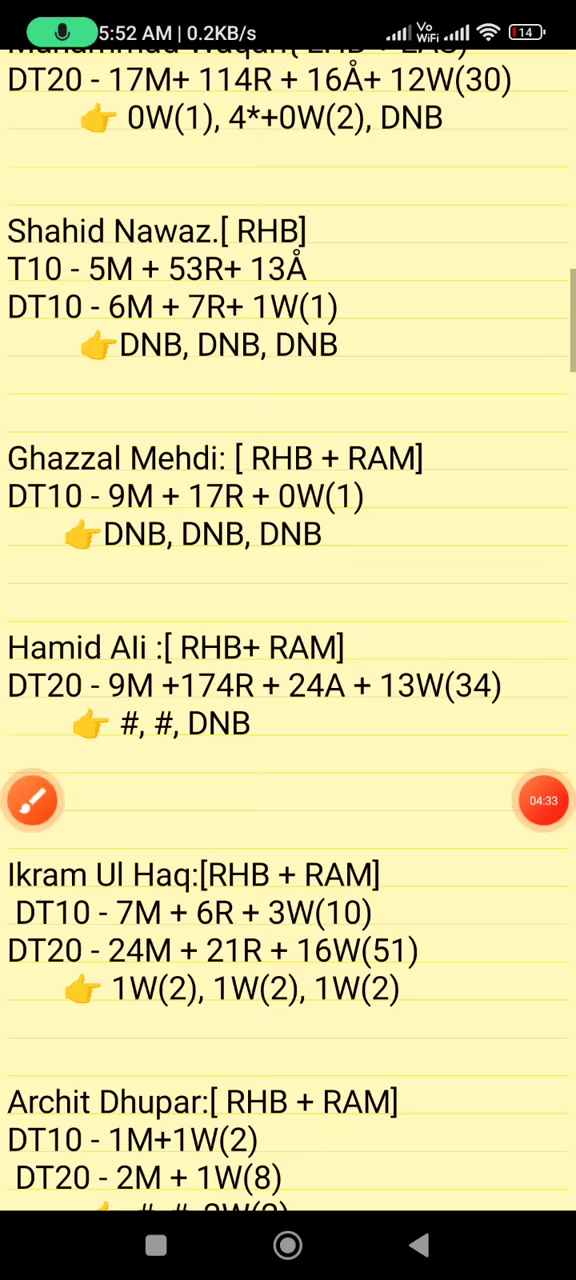 5:52 AM | 0.2KB/s
Vo WiFi
14
DT20 - 17M+ 114R + 16Å+ 12W(30)
👉 0W(1), 4*+0W(2), DNB
Shahid Nawaz.[ RHB]
T10 - 5M + 53R+ 13Å
DT10 - 6M + 7R+ 1W(1)
👉DNB, DNB, DNB
Ghazzal Mehdi: [ RHB + RAM]
DT10 - 9M + 17R + 0W(1)
👉DNB, DNB, DNB
Hamid Ali :[ RHB+ RAM]
DT20 - 9M +174R + 24A + 13W(34)
👉 #, #, DNB
04:33
Ikram Ul Haq:[RHB + RAM]
DT10 - 7M + 6R + 3W(10)
DT20 - 24M + 21R + 16W(51)
👉 1W(2), 1W(2), 1W(2)
Archit Dhupar:[ RHB + RAM]
DT10 - 1M+1W(2)
DT20 - 2M + 1W(8)